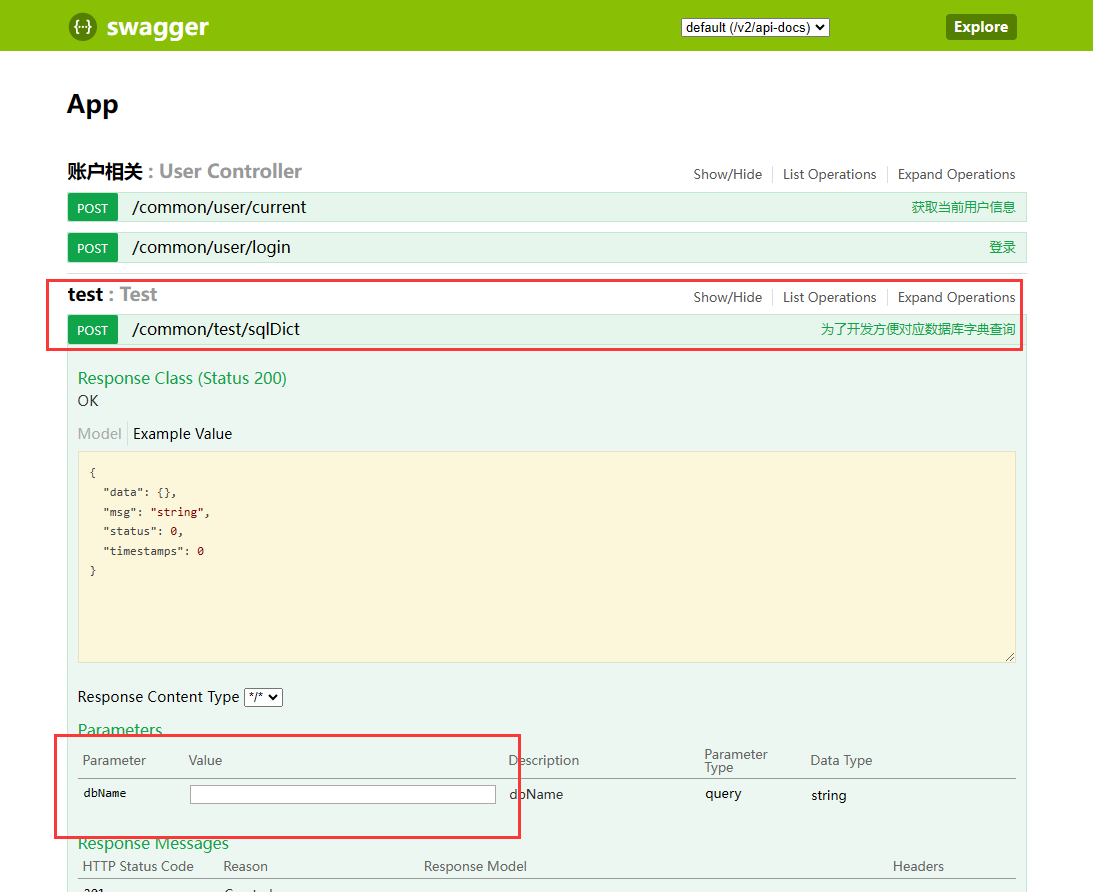 {··} swagger default (/v2/api-docs) Explore
App
账户相关 : User Controller Show/Hide List Operations Expand Operations
POST /common/user/current 获取当前用户信息
POST /common/user/login 登录
test : Test Show/Hide List Operations Expand Operations
POST /common/test/sqlDict 为了开发方便对应数据库字典查询
Response Class (Status 200)
OK
Model Example Value
{
"data": {},
"msg": "string",
"status": 0,
"timestamps": 0
}
Response Content Type */*
Parameters
Parameter Value Description Parameter Type Data Type
dbName dbName query string
Response Messages
HTTP Status Code Reason Response Model Headers
201 Created